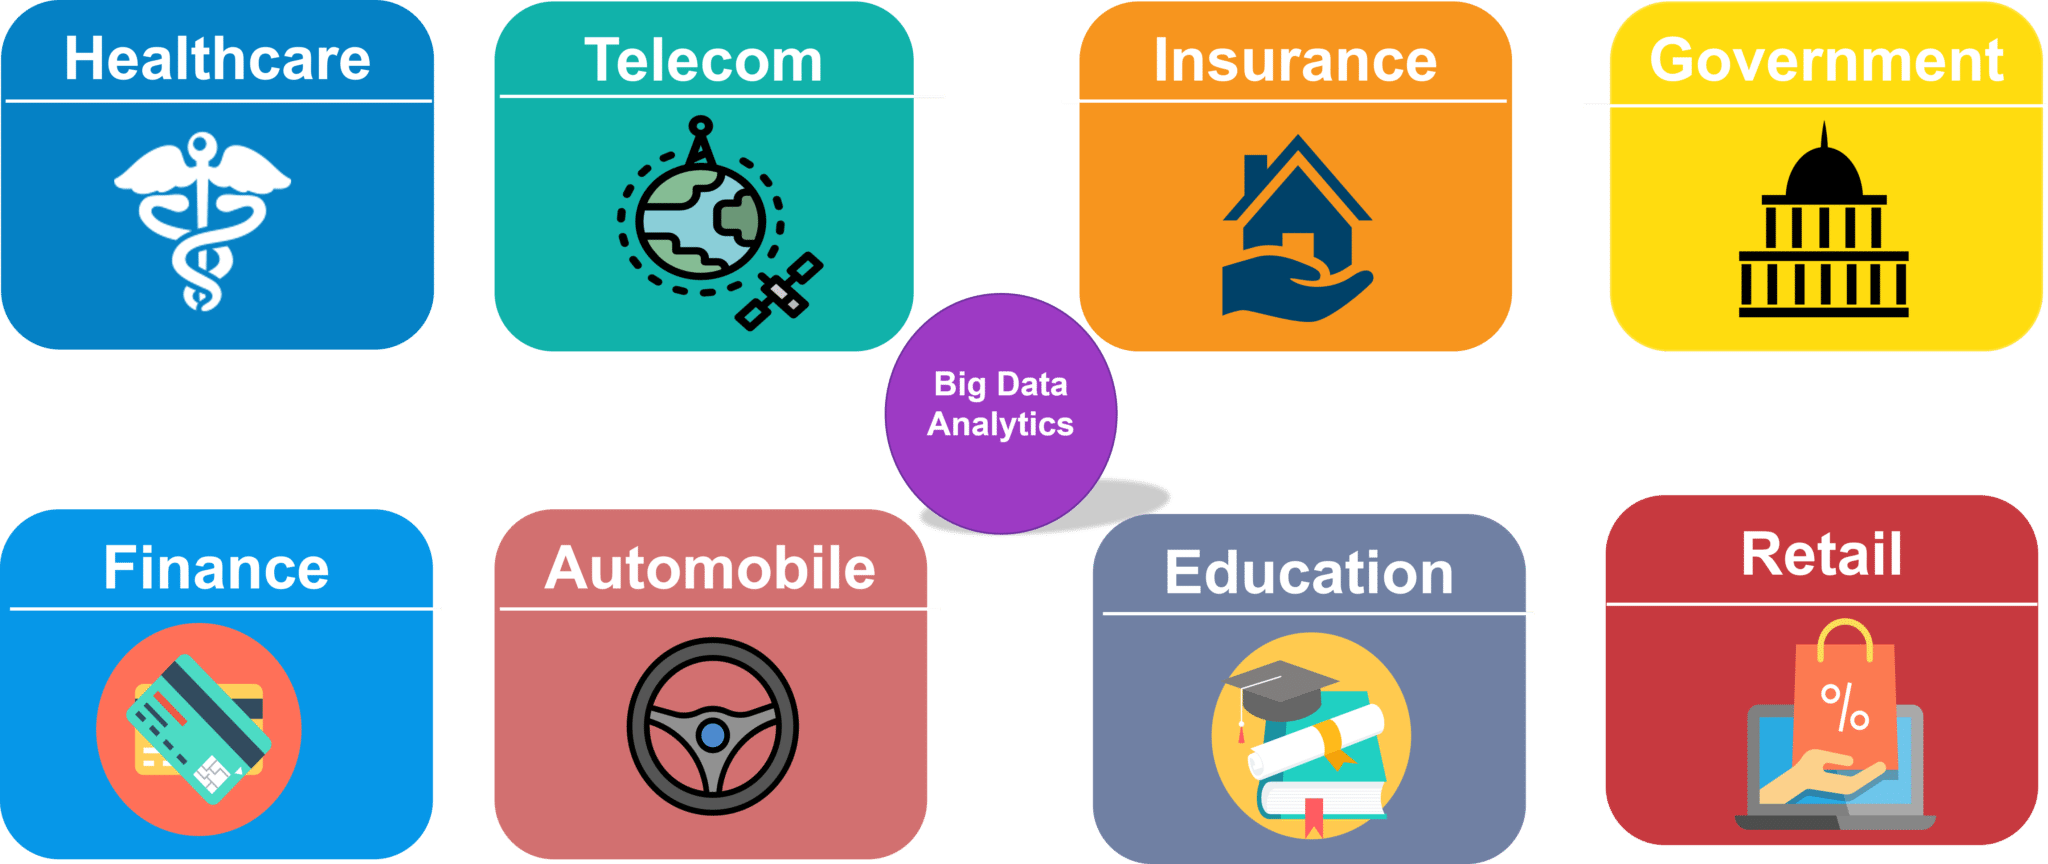 Healthcare
Telecom
Insurance
Government
Big Data
Analytics
Finance
Automobile
Education
Retail
%